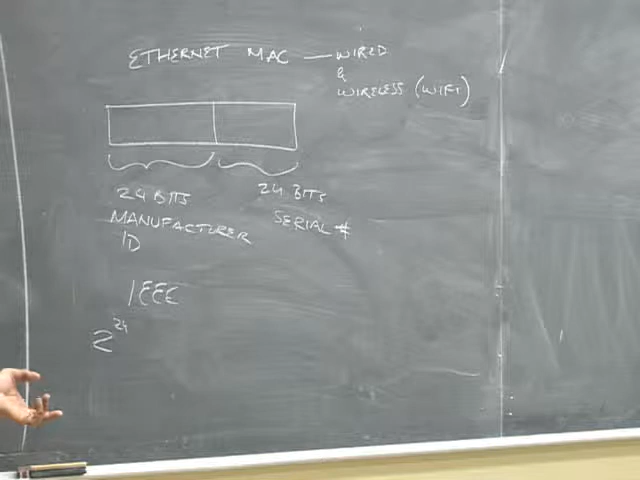 ETHERNET MAC — WIRED
&
WIRELESS (WIFI)
24 BITS 24 BITS
MANUFACTURER SERIAL #
ID
IEEE
2^24